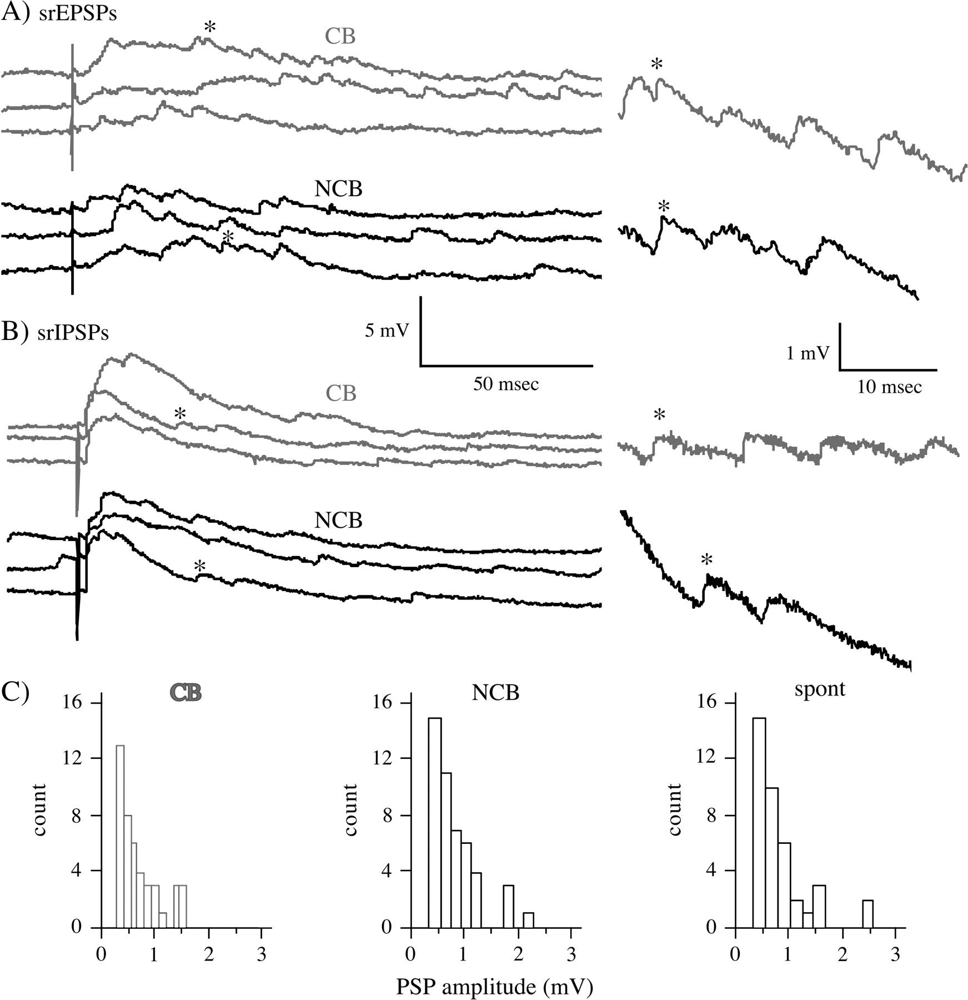 A) srEPSPs
*
CB
*
NCB
*
*
5 mV
50 msec
1 mV
10 msec
B) srIPSPs
CB
*
*
NCB
*
*
C)
CB
NCB
spont
16
12
8
4
0
count
0 1 2 3
16
12
8
4
0
count
0 1 2 3
16
12
8
4
0
count
0 1 2 3
PSP amplitude (mV)